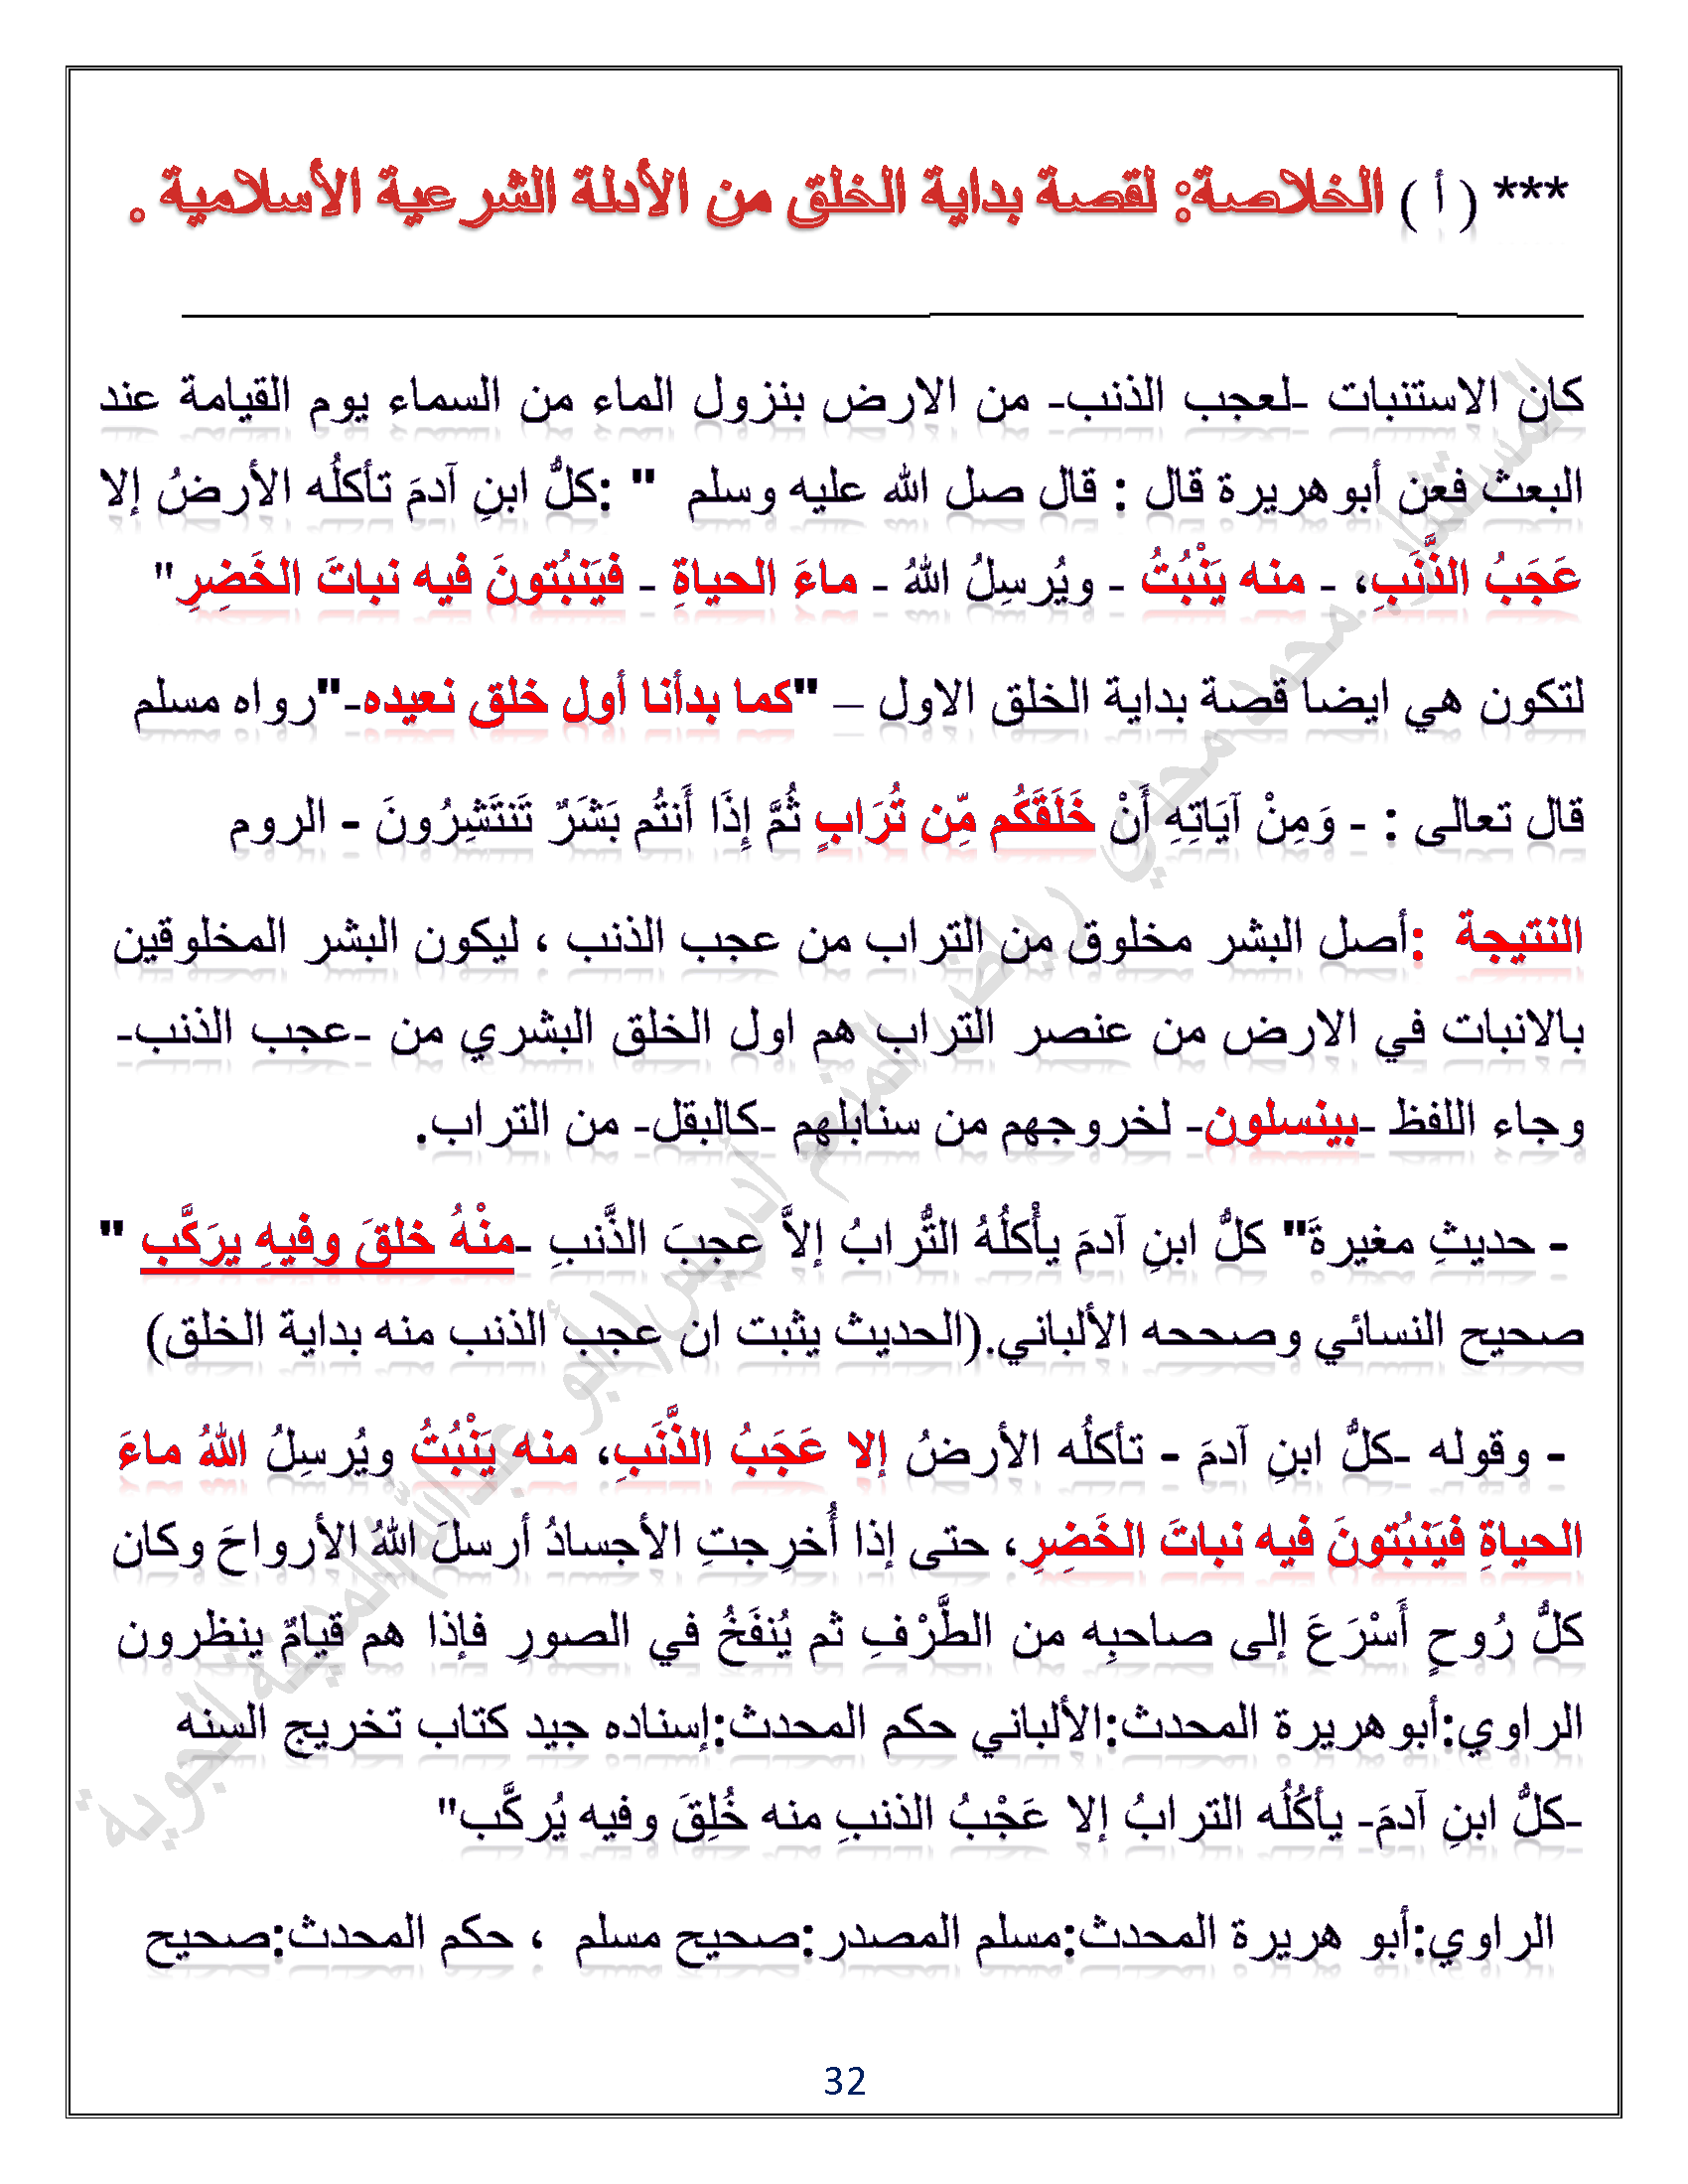 *** ( أ ) الخلاصة: لقصة بداية الخلق من الأدلة الشرعية الأسلامية .
كان الاستنبات -لعجب الذنب- من الارض بنزول الماء من السماء يوم القيامة عند
البعث فعن أبوهريرة قال : قال صل الله عليه وسلم " :كلُّ ابنِ آدمَ تأكلُه الأرضُ إلا
عَجَبُ الذَّنَبِ، - منه يَنْبُتُ - ويُرسِلُ اللهُ - ماءَ الحياةِ - فيَنبُتونَ فيه نباتَ الخَضِرِ"
لتكون هي ايضا قصة بداية الخلق الاول – "كما بدأنا أول خلق نعيده-"رواه مسلم
قال تعالى : - وَمِنْ آيَاتِهِ أَنْ خَلَقَكُم مِّن تُرَابٍ ثُمَّ إِذَا أَنتُم بَشَرٌ تَنتَشِرُونَ - الروم
النتيجة :أصل البشر مخلوق من التراب من عجب الذنب ، ليكون البشر المخلوقين
بالانبات في الارض من عنصر التراب هم اول الخلق البشري من -عجب الذنب-
وجاء اللفظ -بينسلون- لخروجهم من سنابلهم -كالبقل- من التراب.
- حديثِ مغيرةَ" كلُّ ابنِ آدمَ يأْكلُهُ التُّرابُ إلاَّ عجبَ الذَّنبِ -منْهُ خلقَ وفيهِ يرَكَّب "
صحيح النسائي وصححه الألباني.(الحديث يثبت ان عجب الذنب منه بداية الخلق)
- وقوله -كلُّ ابنِ آدمَ - تأكلُه الأرضُ إلا عَجَبُ الذَّنَبِ، منه يَنْبُتُ ويُرسِلُ اللهُ ماءَ
الحياةِ فيَنبُتونَ فيه نباتَ الخَضِرِ، حتى إذا أُخرِجتِ الأجسادُ أرسلَ اللهُ الأرواحَ وكان
كلُّ رُوحٍ أَسْرَعَ إلى صاحبِه من الطَّرْفِ ثم يُنفَخُ في الصورِ فإذا هم قيامٌ ينظرون
الراوي:أبوهريرة المحدث:الألباني حكم المحدث:إسناده جيد كتاب تخريج السنه
-كلُّ ابنِ آدمَ- يأكُلُه الترابُ إلا عَجْبُ الذنبِ منه خُلِقَ وفيه يُركَّب"
الراوي:أبو هريرة المحدث:مسلم المصدر:صحيح مسلم ، حكم المحدث:صحيح
32